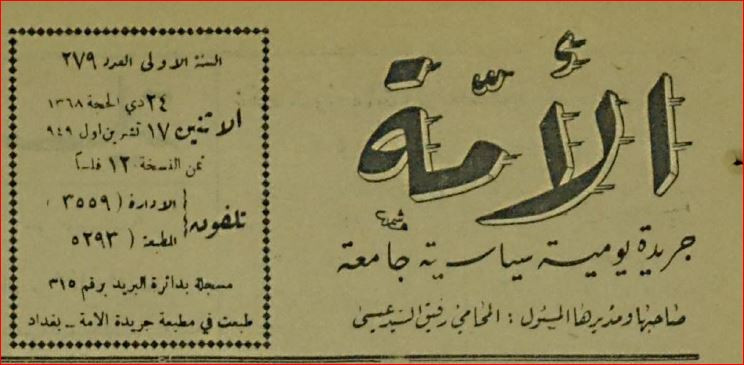 الأمّة
جريدة يومية سياسية جامعة
صاحبها ومديرها المسئول : المحامي رفيق السيد عيسى
السنة الاولى العدد ٢٧٩
٢٤ ذي الحجة ١٣٦٨
الاثنين ١٧ تشرين اول ٩٤٩
ثمن النسخة ١٢ فلساً
تلفون { الادارة ( ٣٥٥٩ )
المطبعة ( ٥٢٩٣
مسجلة بدائرة البريد برقم ٣١٥
طبعت في مطبعة جريدة الامة - بغداد